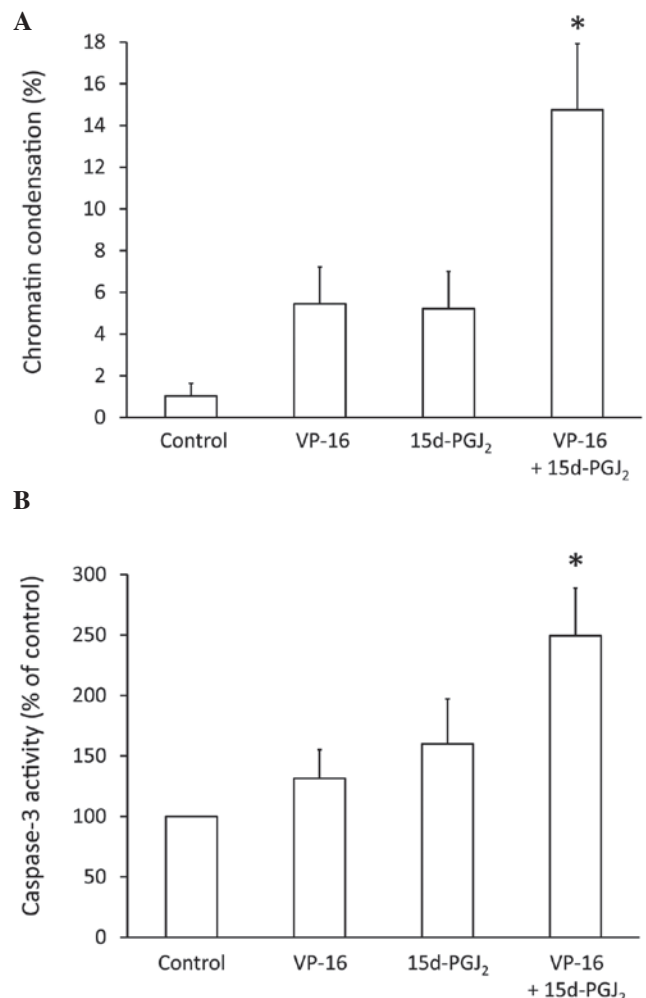 A
Chromatin condensation (%)
18
16
14
12
10
8
6
4
2
0
*
Control
VP-16
15d-PGJ₂
VP-16
+ 15d-PGJ₂
B
Caspase-3 activity (% of control)
300
250
200
150
100
50
0
*
Control
VP-16
15d-PGJ₂
VP-16
+ 15d-PGJ₂